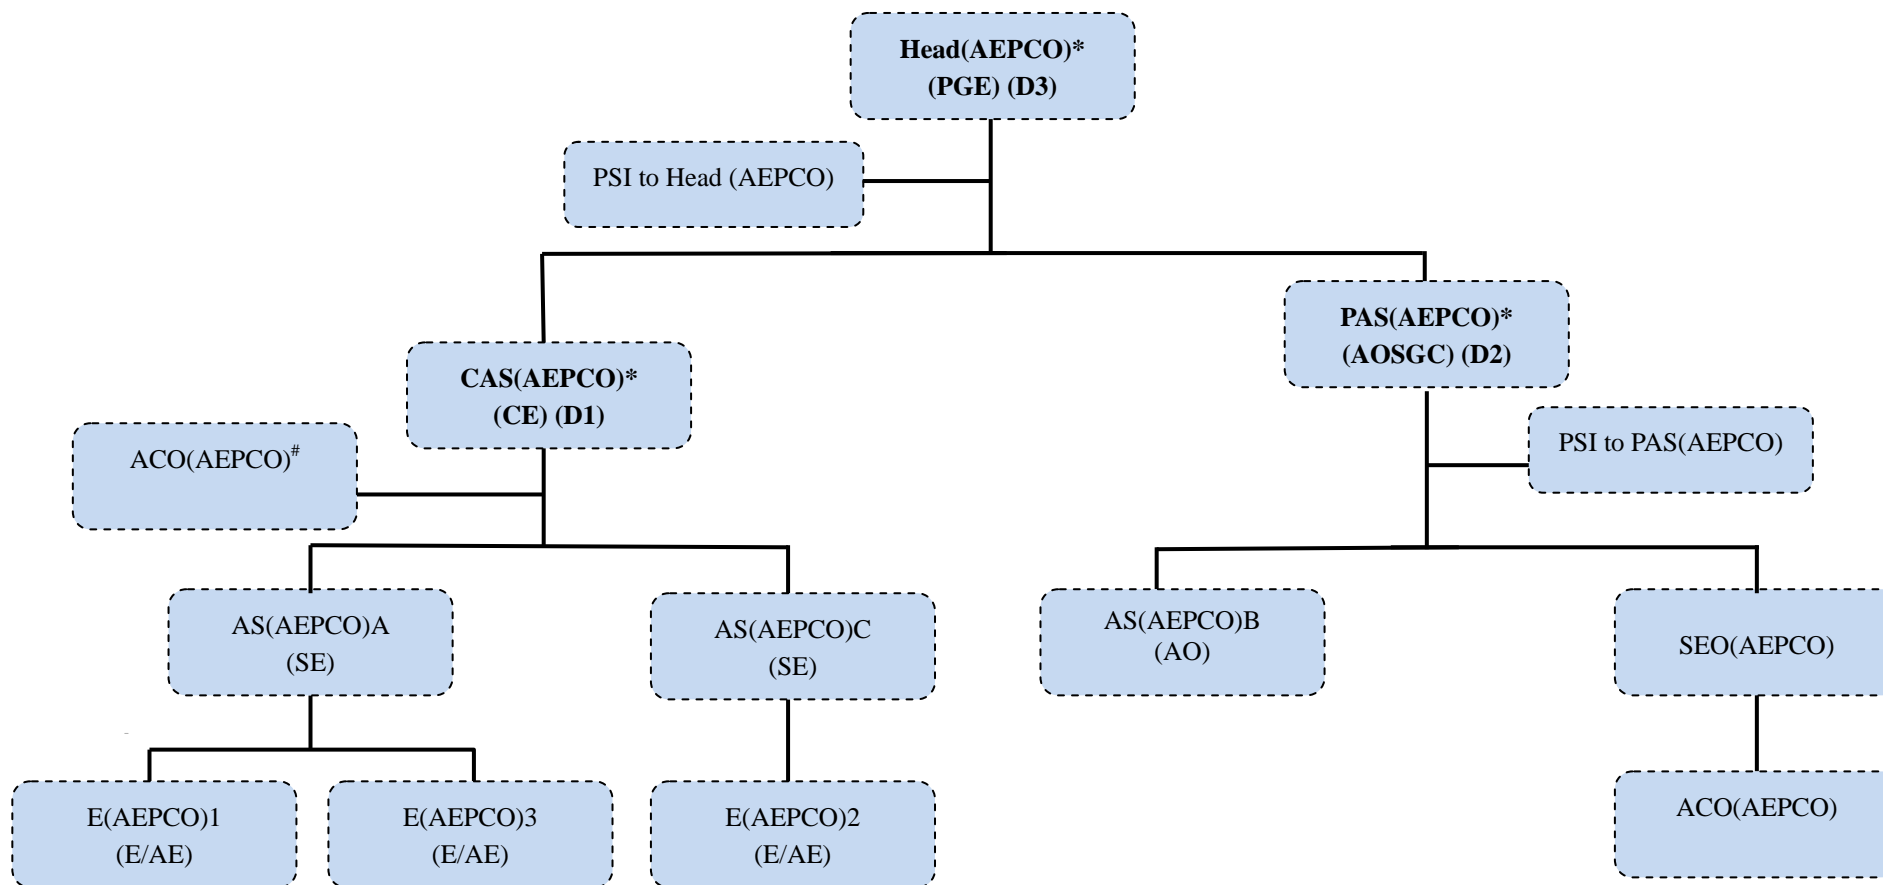 Head(AEPCO)*
(PGE) (D3)
PSI to Head (AEPCO)
PAS(AEPCO)*
(AOSGC) (D2)
CAS(AEPCO)*
(CE) (D1)
ACO(AEPCO)#
PSI to PAS(AEPCO)
AS(AEPCO)A
(SE)
AS(AEPCO)C
(SE)
AS(AEPCO)B
(AO)
SEO(AEPCO)
E(AEPCO)1
(E/AE)
E(AEPCO)3
(E/AE)
E(AEPCO)2
(E/AE)
ACO(AEPCO)